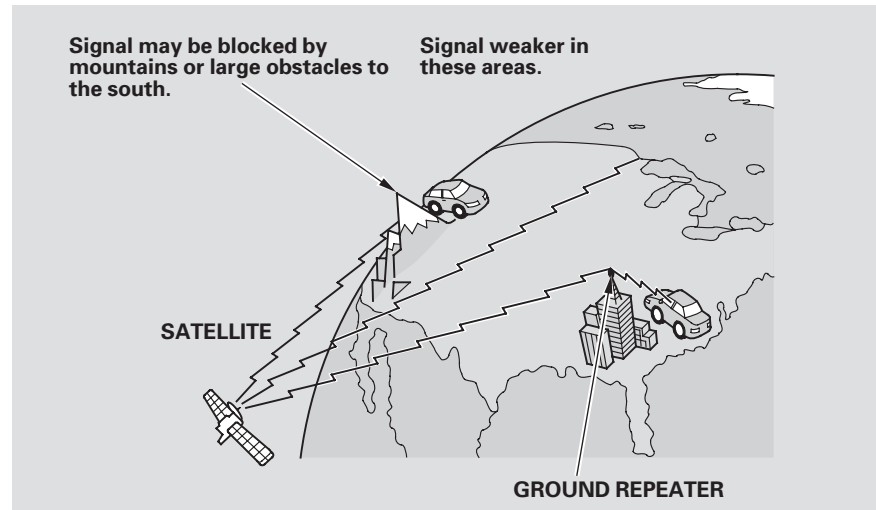 Signal may be blocked by
mountains or large obstacles to
the south.
Signal weaker in
these areas.
SATELLITE
GROUND REPEATER